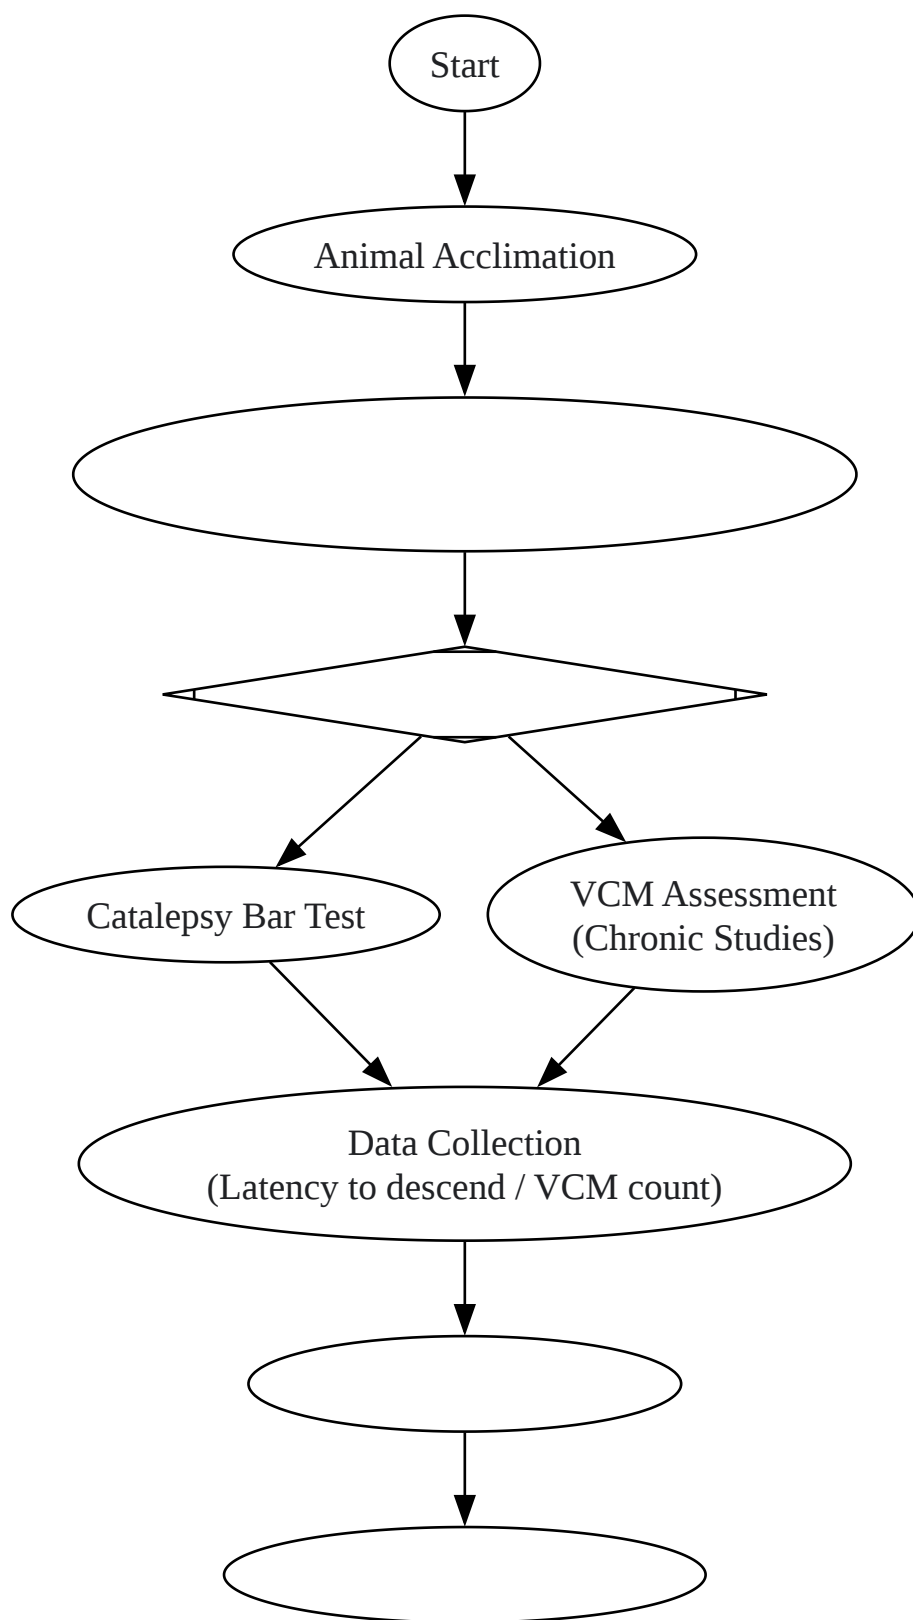 Start
Animal Acclimation
Catalepsy Bar Test
VCM Assessment
(Chronic Studies)
Data Collection
(Latency to descend / VCM count)